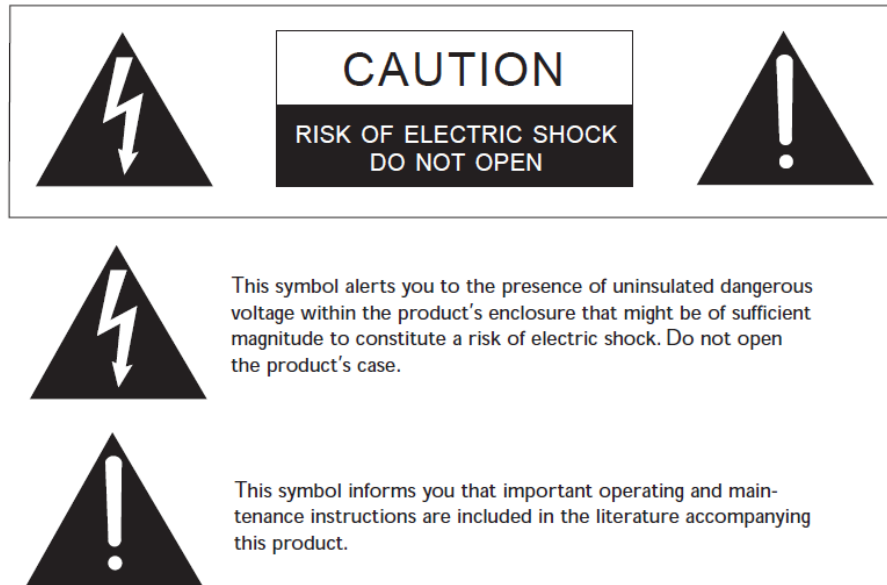 CAUTION
RISK OF ELECTRIC SHOCK
DO NOT OPEN
This symbol alerts you to the presence of uninsulated dangerous
voltage within the product's enclosure that might be of sufficient
magnitude to constitute a risk of electric shock. Do not open
the product's case.
This symbol informs you that important operating and main-
tenance instructions are included in the literature accompanying
this product.